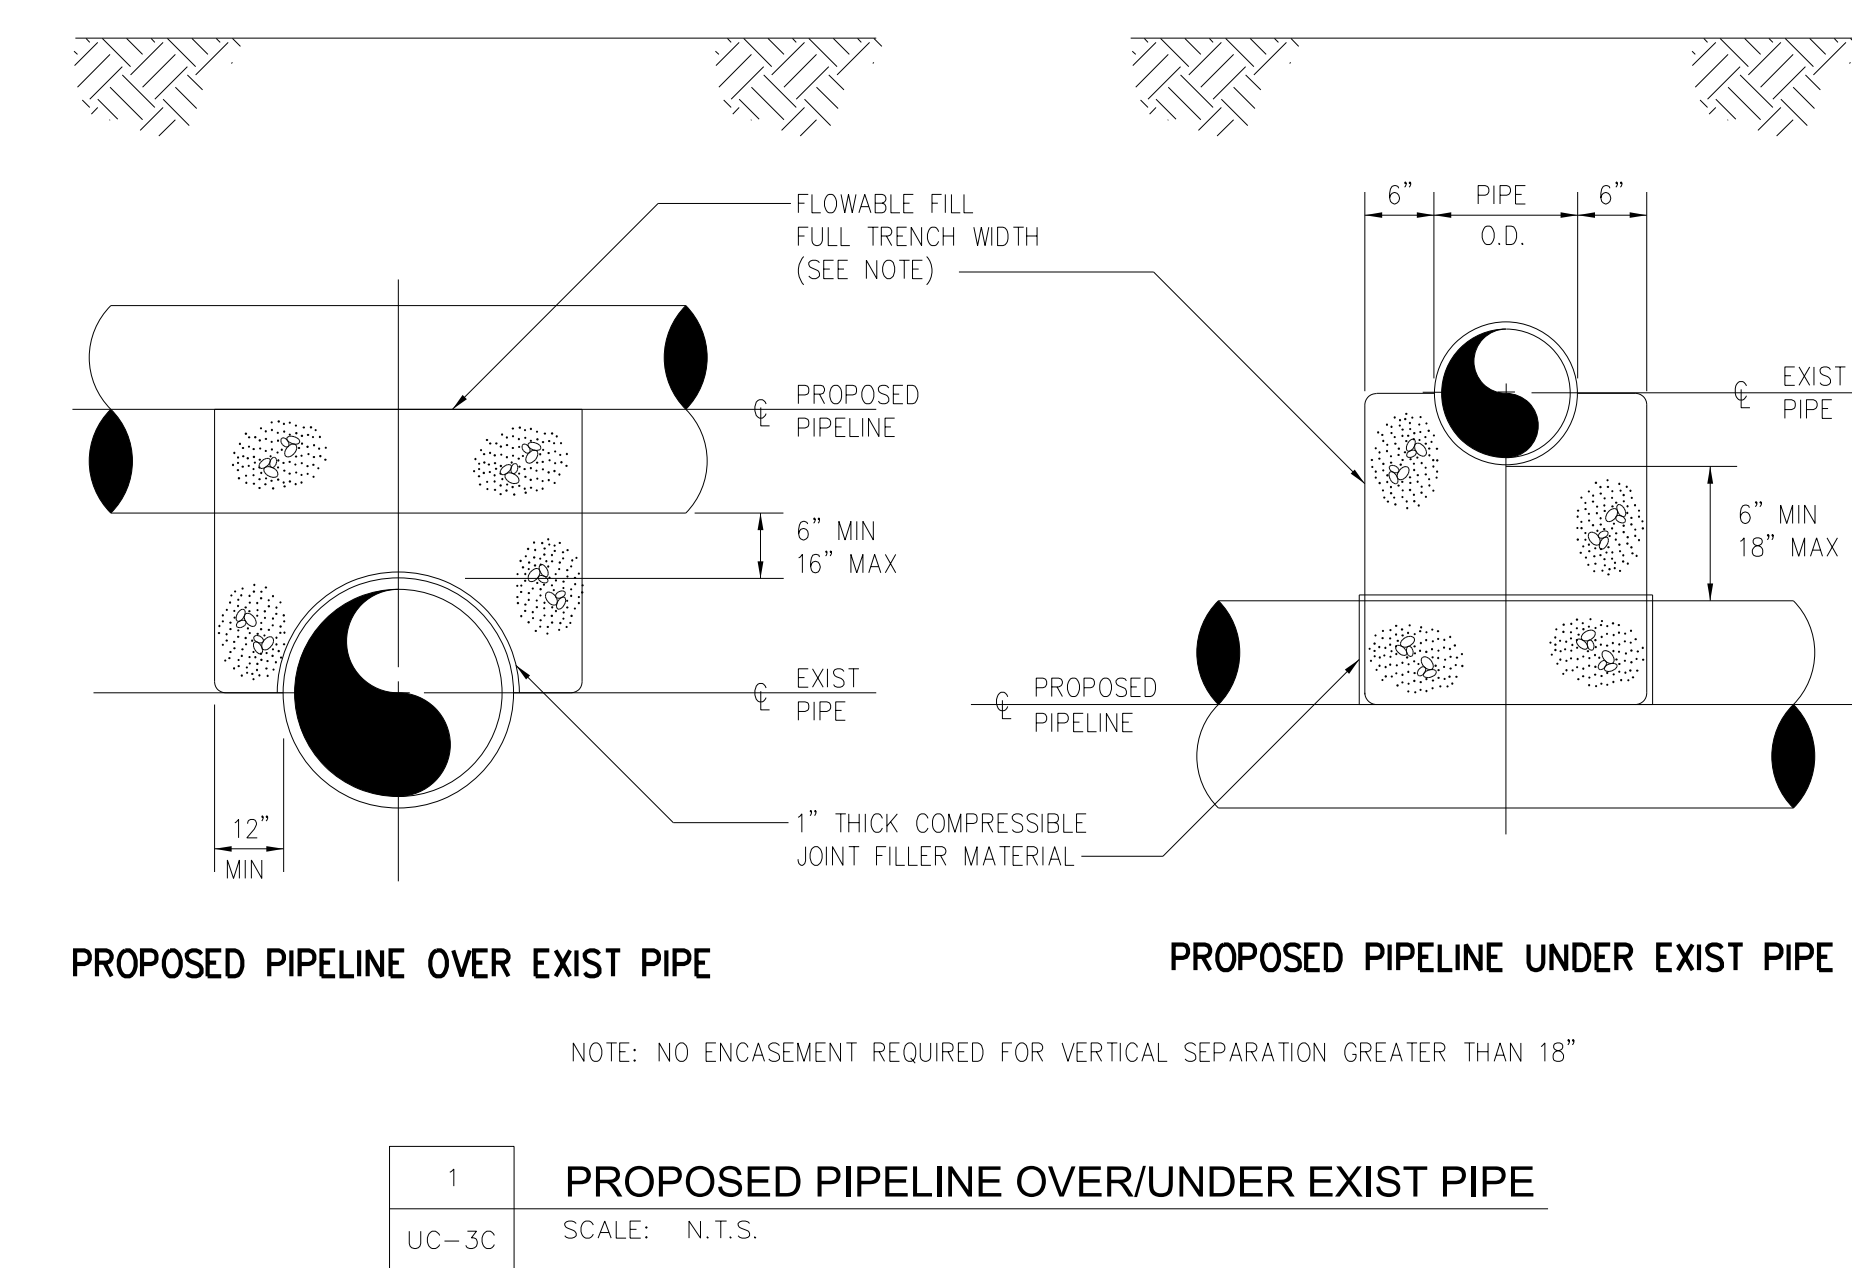 FLOWABLE FILL
FULL TRENCH WIDTH
(SEE NOTE)
℄ PROPOSED
PIPELINE
6" MIN
16" MAX
℄ EXIST
PIPE
12"
MIN
1" THICK COMPRESSIBLE
JOINT FILLER MATERIAL
PROPOSED PIPELINE OVER EXIST PIPE
6" PIPE 6"
O.D.
℄ EXIST
PIPE
6" MIN
18" MAX
℄ PROPOSED
PIPELINE
PROPOSED PIPELINE UNDER EXIST PIPE
NOTE: NO ENCASEMENT REQUIRED FOR VERTICAL SEPARATION GREATER THAN 18"
1
UC-3C
PROPOSED PIPELINE OVER/UNDER EXIST PIPE
SCALE: N.T.S.